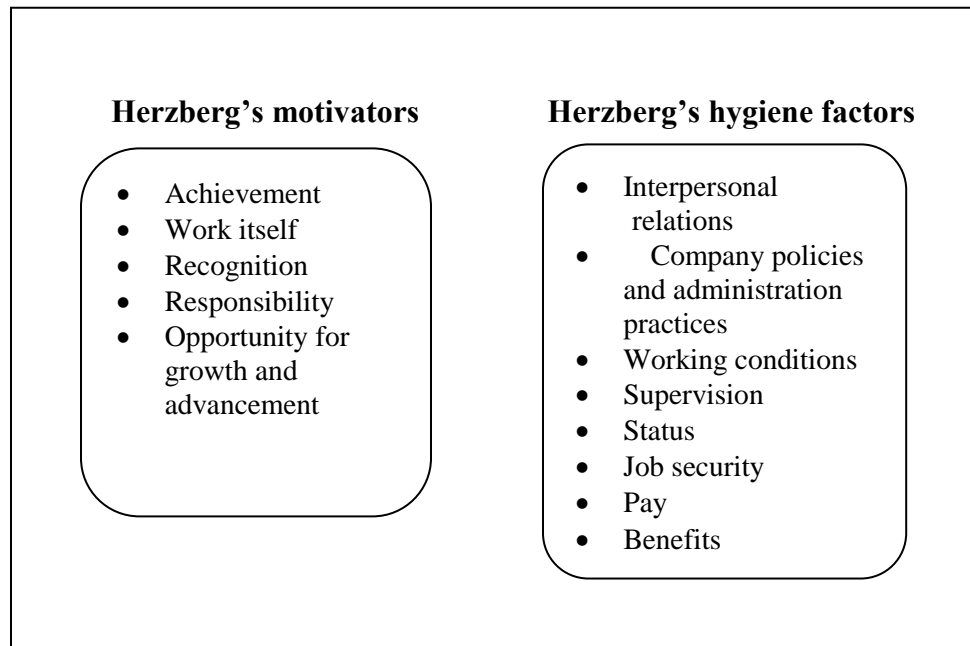 Herzberg’s motivators
• Achievement
• Work itself
• Recognition
• Responsibility
• Opportunity for
growth and
advancement
Herzberg’s hygiene factors
• Interpersonal
relations
• Company policies
and administration
practices
• Working conditions
• Supervision
• Status
• Job security
• Pay
• Benefits